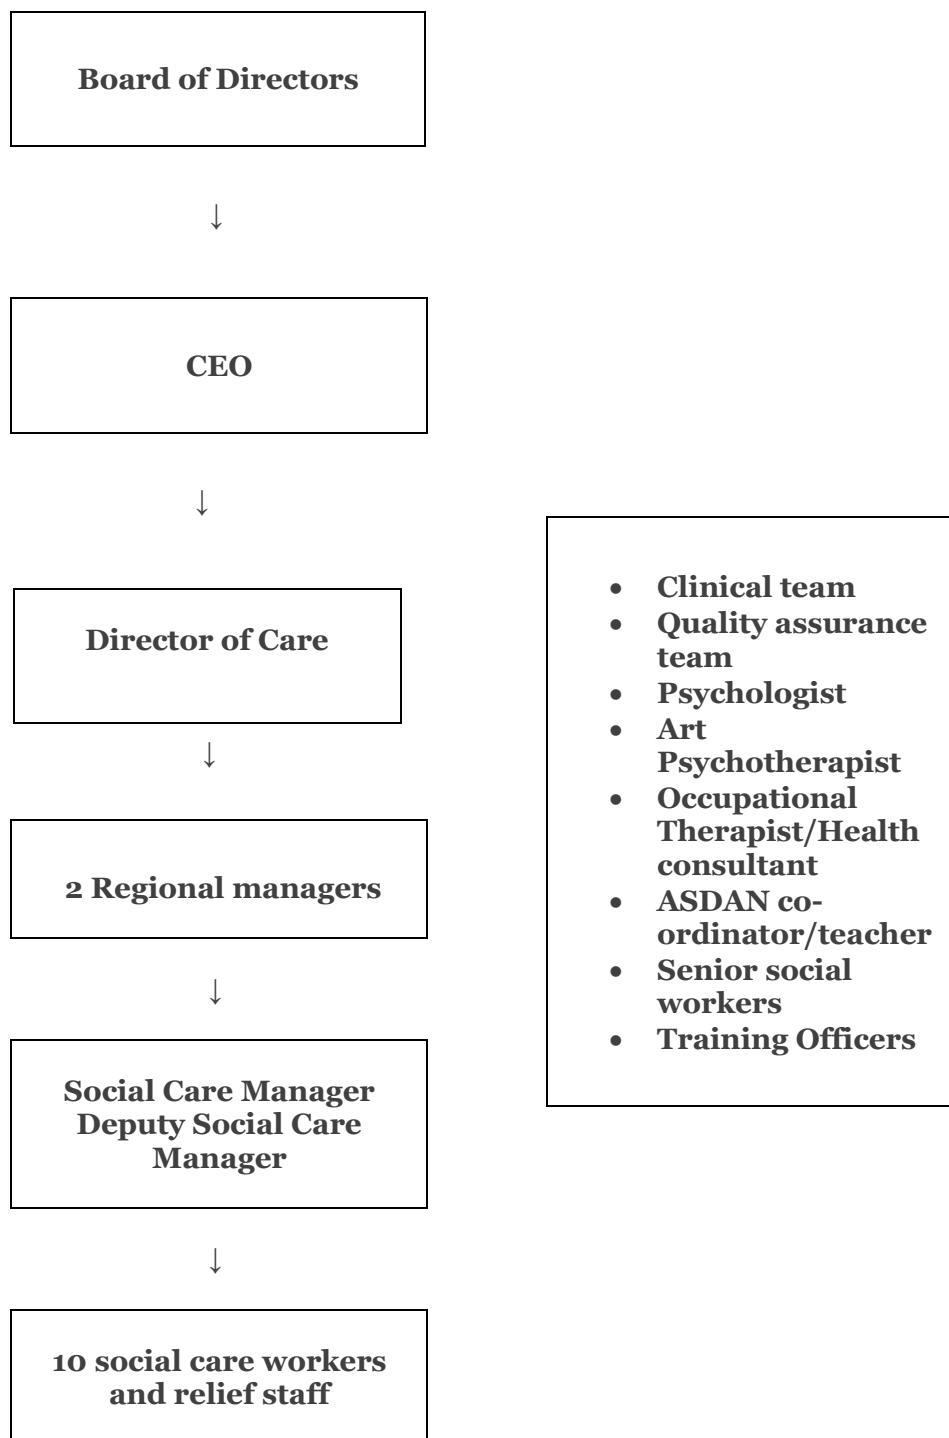 Board of Directors
↓
CEO
↓
Director of Care
↓
2 Regional managers
↓
Social Care Manager
Deputy Social Care
Manager
↓
10 social care workers
and relief staff
• Clinical team
• Quality assurance
team
• Psychologist
• Art
Psychotherapist
• Occupational
Therapist/Health
consultant
• ASDAN co-
ordinator/teacher
• Senior social
workers
• Training Officers